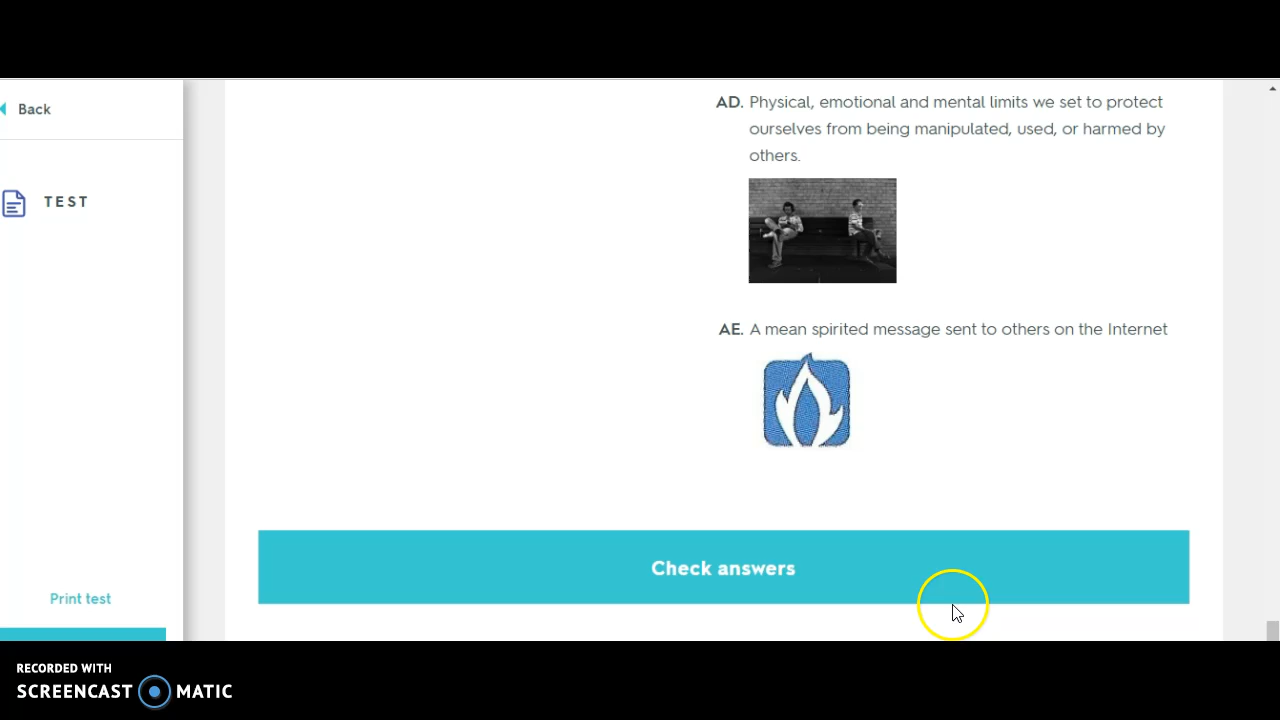 Back
TEST
Print test
AD. Physical, emotional and mental limits we set to protect
ourselves from being manipulated, used, or harmed by
others.
AE. A mean spirited message sent to others on the Internet
Check answers
RECORDED WITH
SCREENCAST MATIC